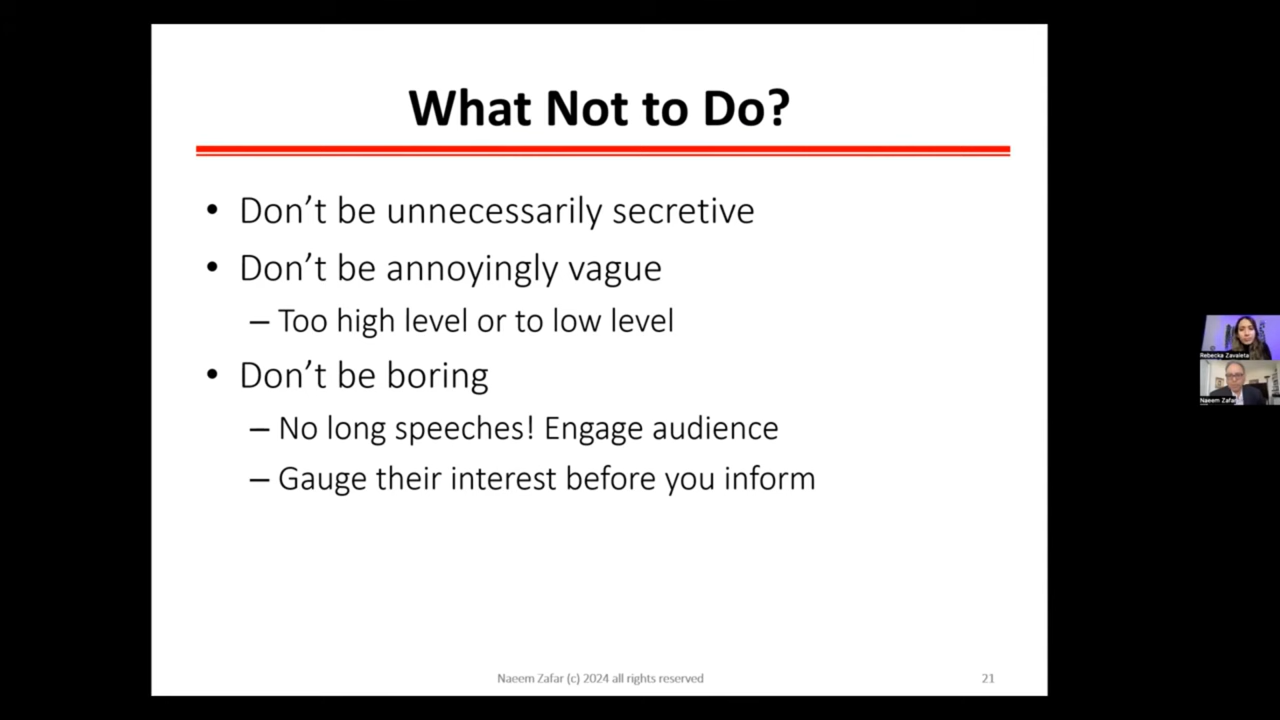 What Not to Do?
• Don’t be unnecessarily secretive
• Don’t be annoyingly vague
– Too high level or to low level
• Don’t be boring
– No long speeches! Engage audience
– Gauge their interest before you inform
Naeem Zafar (c) 2024 all rights reserved
21
Rebecka Zavaleta
Naeem Zafar